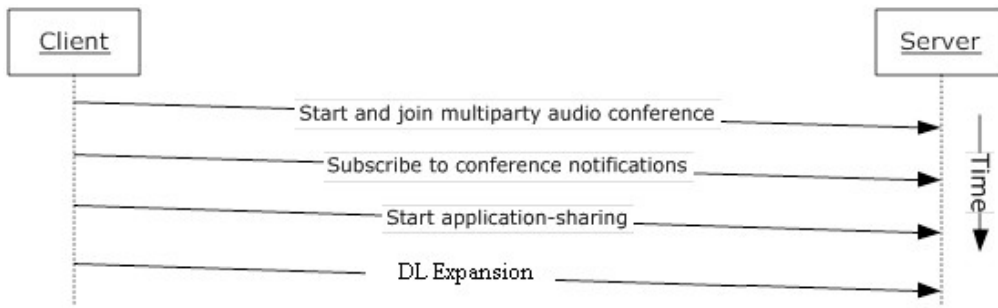 Client
Server
Start and join multiparty audio conference
Subscribe to conference notifications
Start application-sharing
DL Expansion
Time